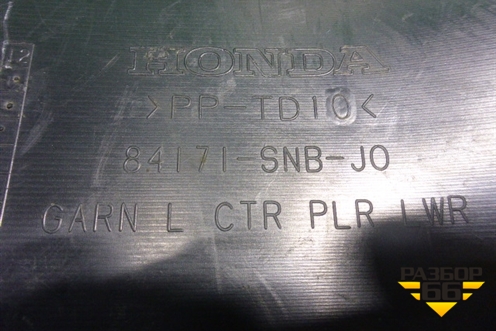 HONDA
>PP-TD10<
84171-SNB-J0
GARN L CTR PLR LWR
РАЗБОР
66